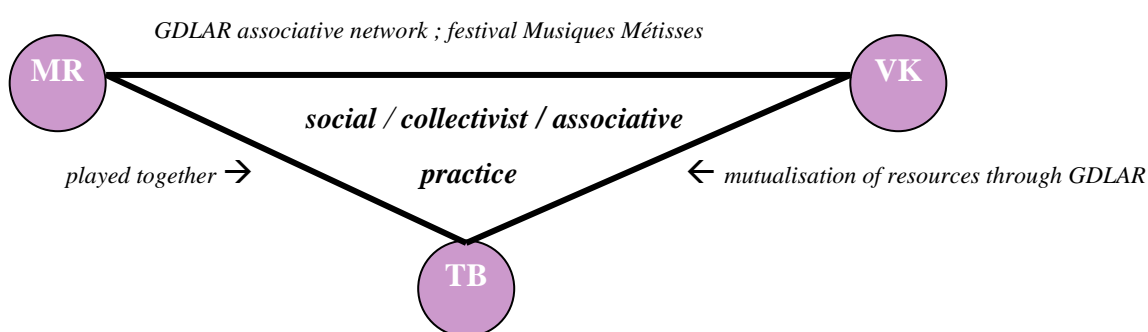 GDLAR associative network ; festival Musiques Métisses
MR
VK
social / collectivist / associative
practice
played together →
← mutualisation of resources through GDLAR
TB